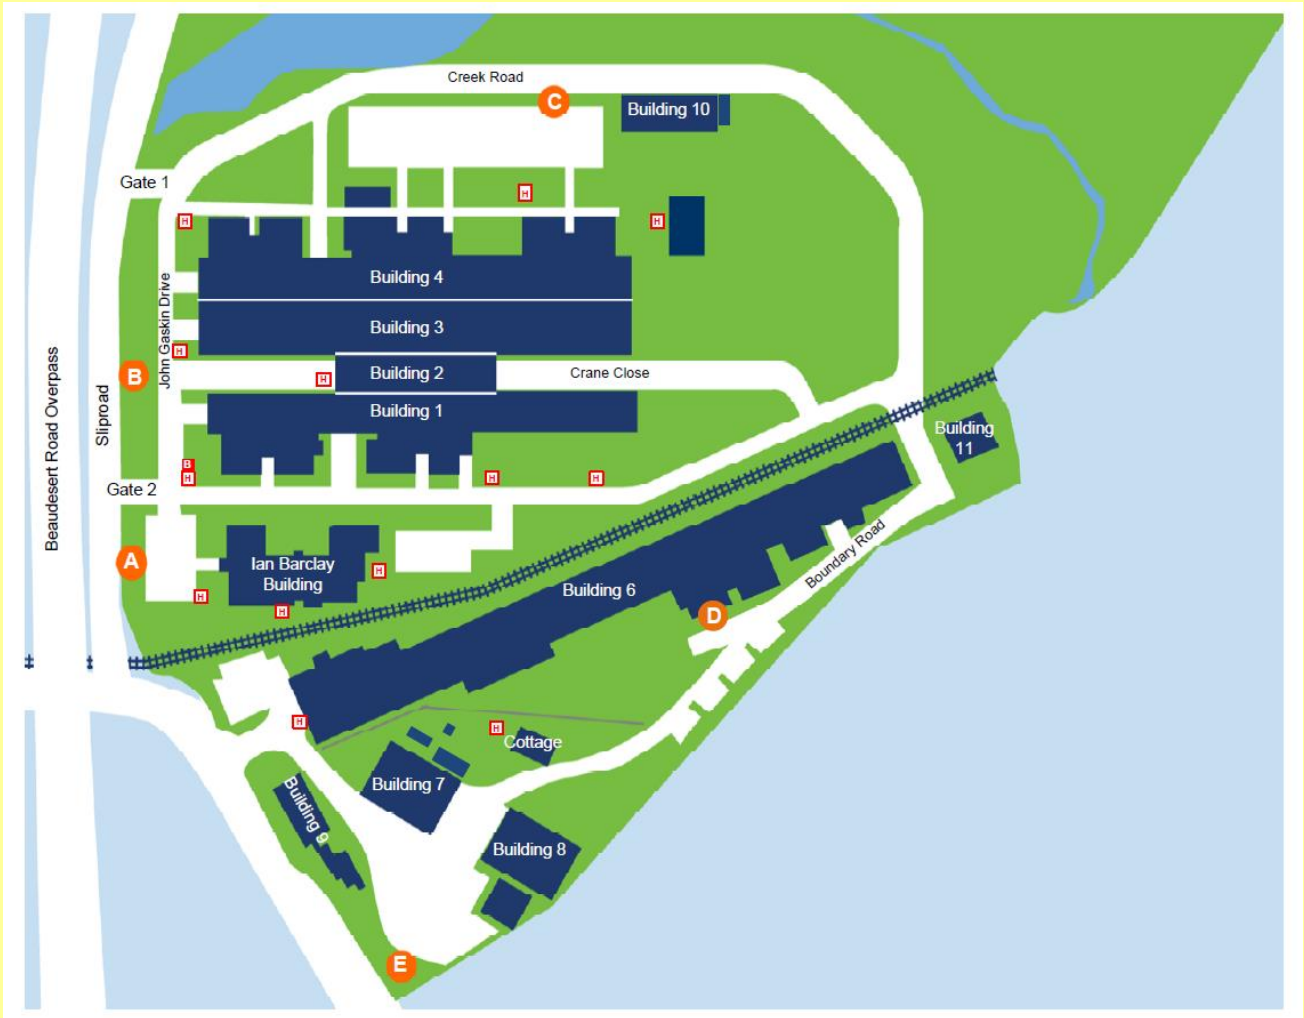 Creek Road
C
Building 10
Gate 1
H
H
H
Building 4
John Gaskin Drive
Building 3
H
B
Building 2
H
Crane Close
Beaudesert Road Overpass
Sliproad
Building 1
Building
11
B
H
H
H
Gate 2
A
Ian Barclay
Building
H
H
H
Building 6
Boundary Road
D
H
H
Cottage
Building 7
Building 9
Building 8
E